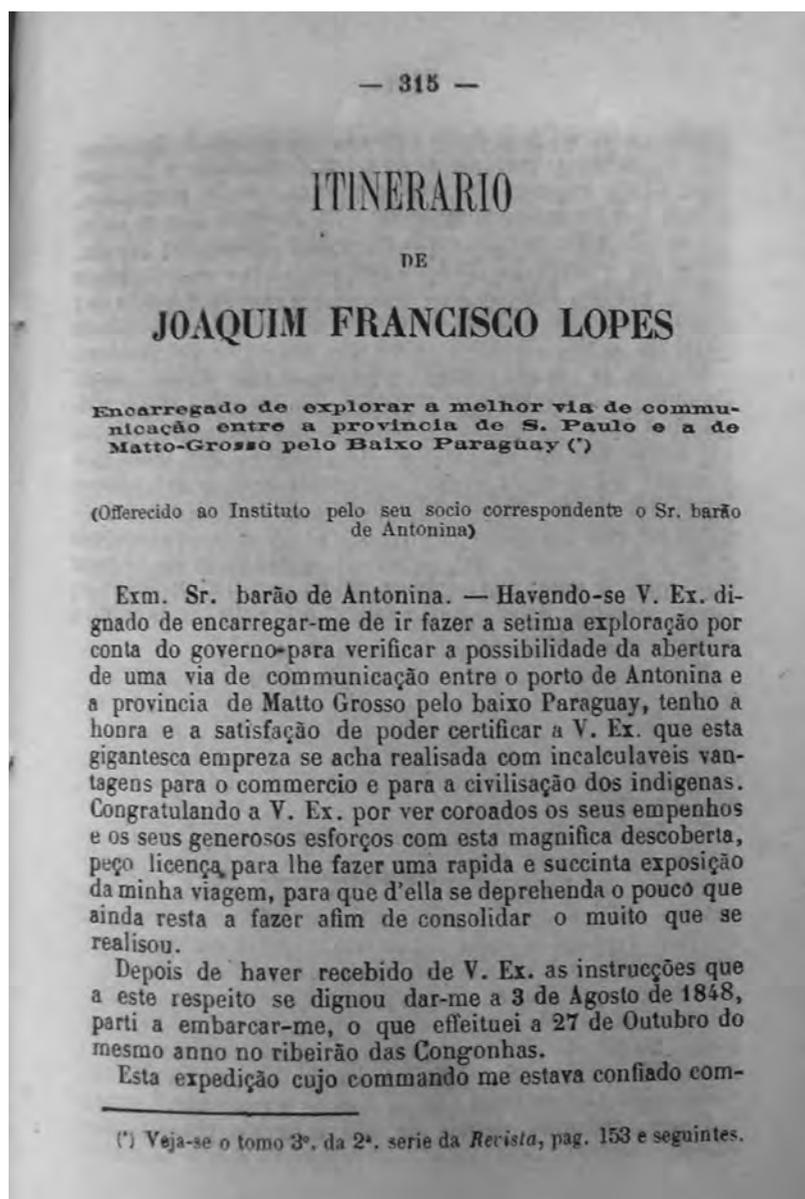 — 315 —
ITINERARIO
DE
JOAQUIM FRANCISCO LOPES
Encarregado de explorar a melhor via de commu-
nicação entre a provincia de S. Paulo e a de
Matto-Grosso pelo Baixo Paraguay (*)
(Offerecido ao Instituto pelo seu socio correspondente o Sr. barão
de Antonina)
Exm. Sr. barão de Antonina. — Havendo-se V. Ex. di-
gnado de encarregar-me de ir fazer a setima exploração por
conta do governo para verificar a possibilidade da abertura
de uma via de communicação entre o porto de Antonina e
a provincia de Matto Grosso pelo baixo Paraguay, tenho a
honra e a satisfação de poder certificar a V. Ex. que esta
gigantesca empreza se acha realisada com incalculaveis van-
tagens para o commercio e para a civilisação dos indigenas.
Congratulando a V. Ex. por ver coroados os seus empenhos
e os seus generosos esforços com esta magnifica descoberta,
peço licença, para lhe fazer uma rapida e succinta exposição
da minha viagem, para que d'ella se deprehenda o pouco que
ainda resta a fazer afim de consolidar o muito que se
realisou.
Depois de haver recebido de V. Ex. as instrucções que
a este respeito se dignou dar-me a 3 de Agosto de 1848,
parti a embarcar-me, o que effeituei a 27 de Outubro do
mesmo anno no ribeirão das Congonhas.
Esta expedição cujo commando me estava confiado com-
(*) Veja-se o tomo 3º. da 2ª. serie da Revista, pag. 153 e seguintes.